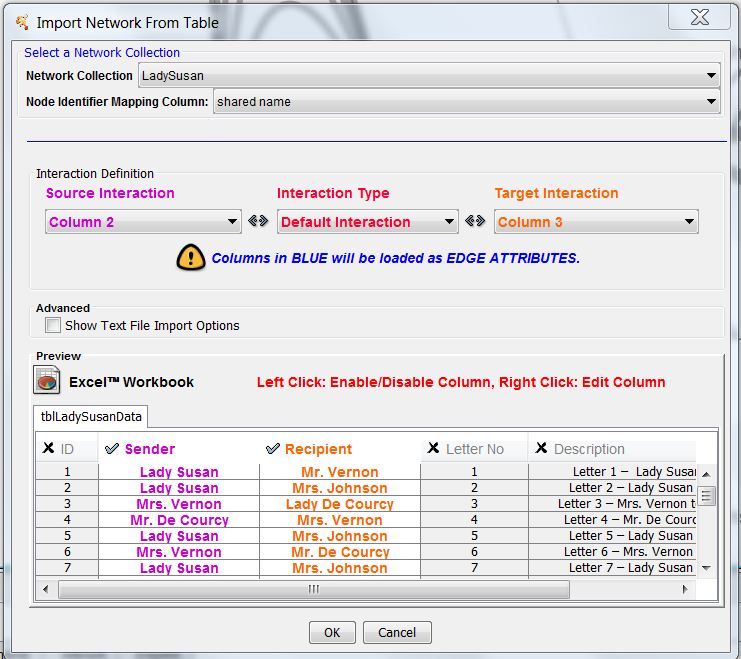 Import Network From Table
Select a Network Collection
Network Collection LadySusan
Node Identifier Mapping Column: shared name
Interaction Definition
Source Interaction Interaction Type Target Interaction
Column 2 Default Interaction Column 3
Columns in BLUE will be loaded as EDGE ATTRIBUTES.
Advanced
Show Text File Import Options
Preview
Excel™ Workbook Left Click: Enable/Disable Column, Right Click: Edit Column
tblLadySusanData
ID Sender Recipient Letter No Description
1 Lady Susan Mr. Vernon 1 Letter 1 – Lady Susan
2 Lady Susan Mrs. Johnson 2 Letter 2 – Lady Susan
3 Mrs. Vernon Lady De Courcy 3 Letter 3 – Mrs. Vernon t
4 Mr. De Courcy Mrs. Vernon 4 Letter 4 – Mr. De Courc
5 Lady Susan Mrs. Johnson 5 Letter 5 – Lady Susan
6 Mrs. Vernon Mr. De Courcy 6 Letter 6 – Mrs. Vernon
7 Lady Susan Mrs. Johnson 7 Letter 7 – Lady Susan
OK Cancel